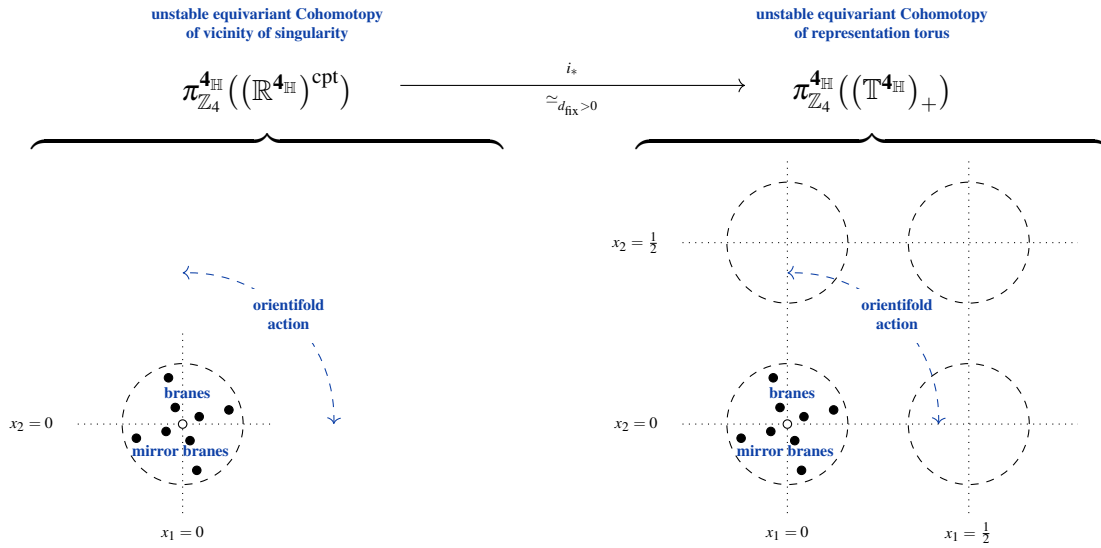 unstable equivariant Cohomotopy
of vicinity of singularity
unstable equivariant Cohomotopy
of representation torus
π^{𝟒_ℍ}_{ℤ_4}((ℝ^{𝟒_ℍ})^{cpt})
i_*
≃_{d_{fix}>0}
π^{𝟒_ℍ}_{ℤ_4}((𝕋^{𝟒_ℍ})_+)
x_2 = 1/2
orientifold
action
orientifold
action
x_2 = 0
branes
mirror branes
x_2 = 0
branes
mirror branes
x_1 = 0
x_1 = 0
x_1 = 1/2